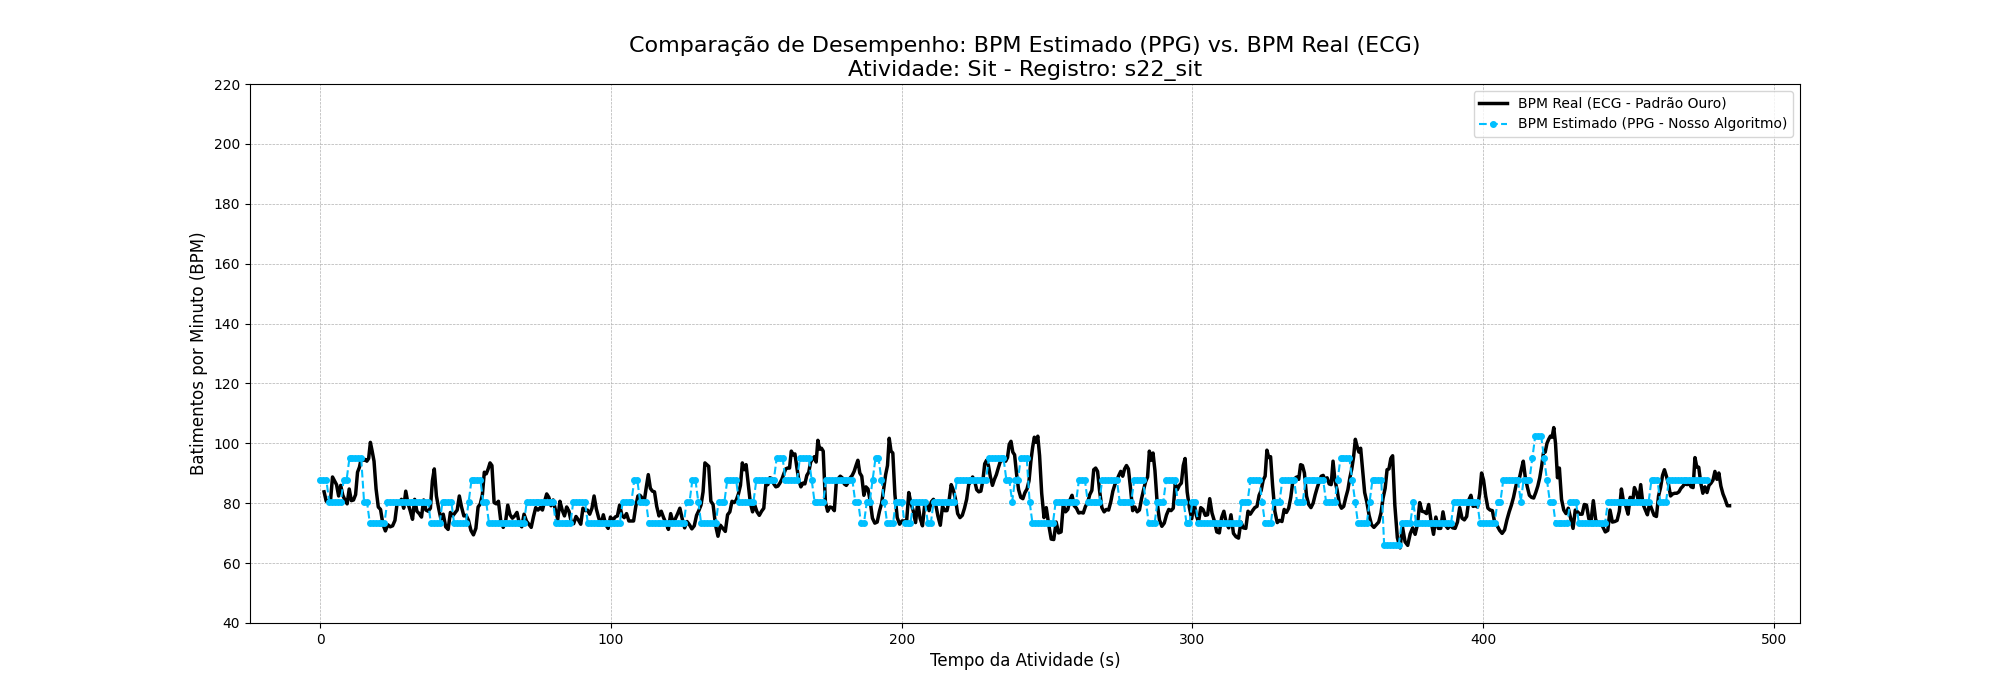 Comparação de Desempenho: BPM Estimado (PPG) vs. BPM Real (ECG)
Atividade: Sit - Registro: s22_sit
BPM Real (ECG - Padrão Ouro)
BPM Estimado (PPG - Nosso Algoritmo)
Batimentos por Minuto (BPM)
220
200
180
160
140
120
100
80
60
40
0 100 200 300 400 500
Tempo da Atividade (s)